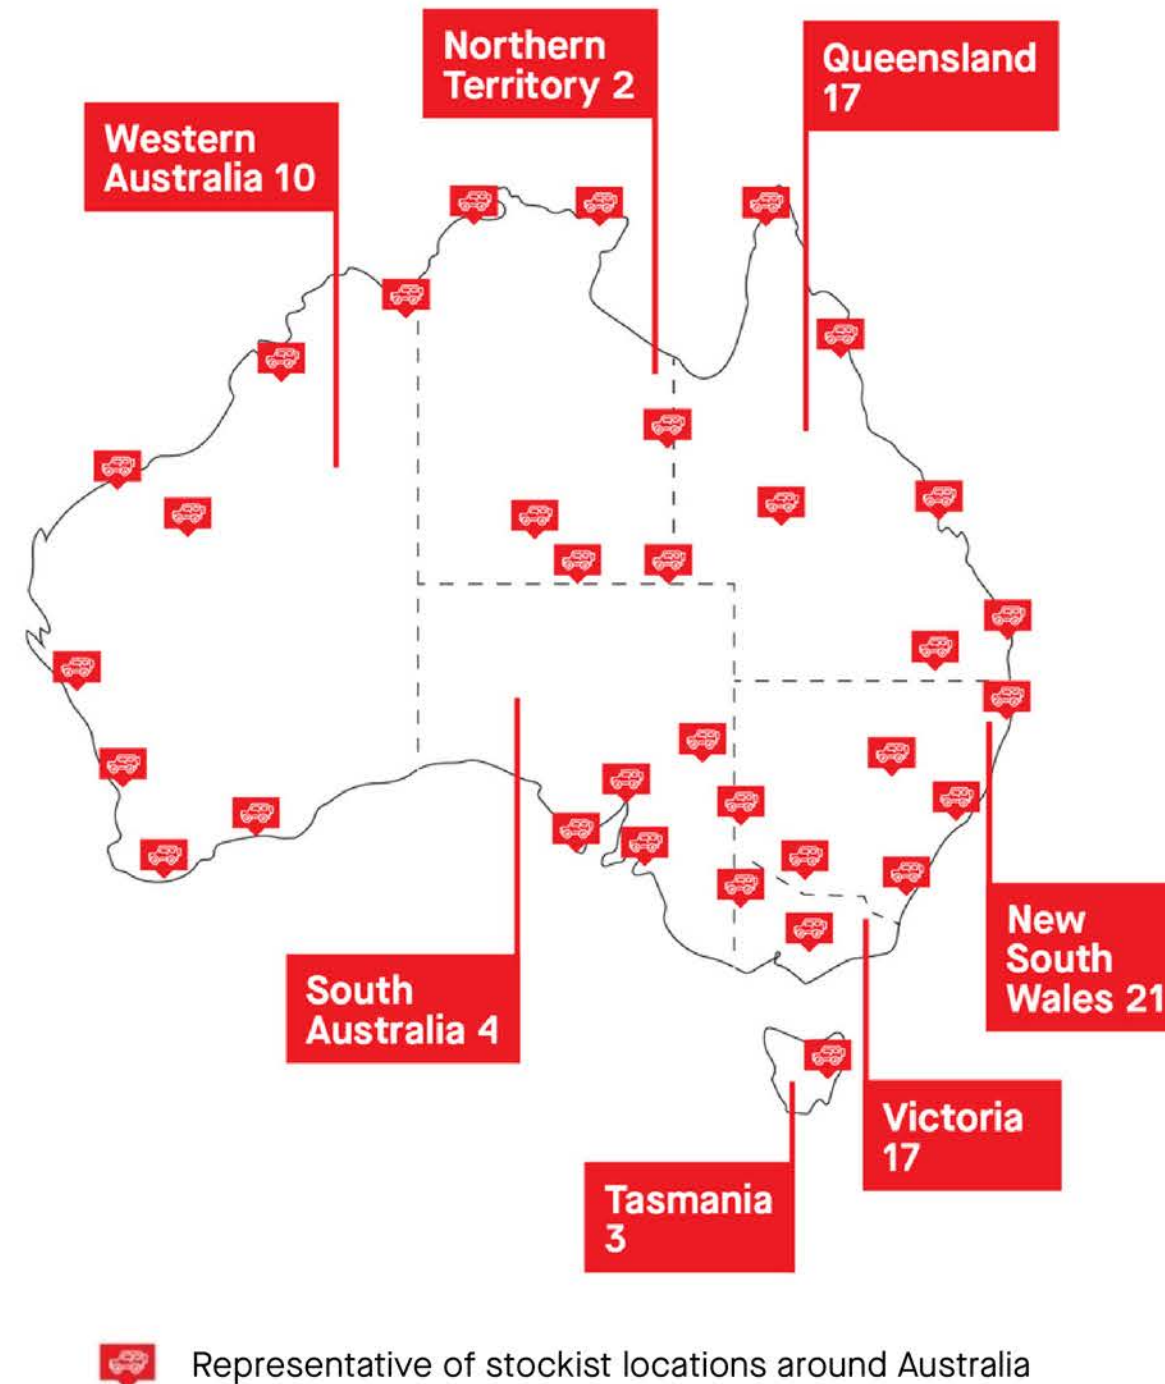 Northern
Territory 2
Queensland
17
Western
Australia 10
New
South
Wales 21
South
Australia 4
Victoria
17
Tasmania
3
Representative of stockist locations around Australia